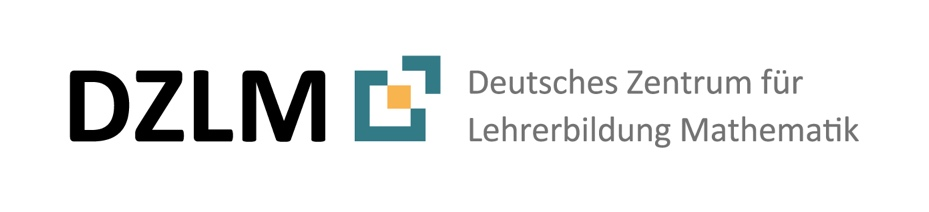 DZLM
Deutsches Zentrum für
Lehrerbildung Mathematik